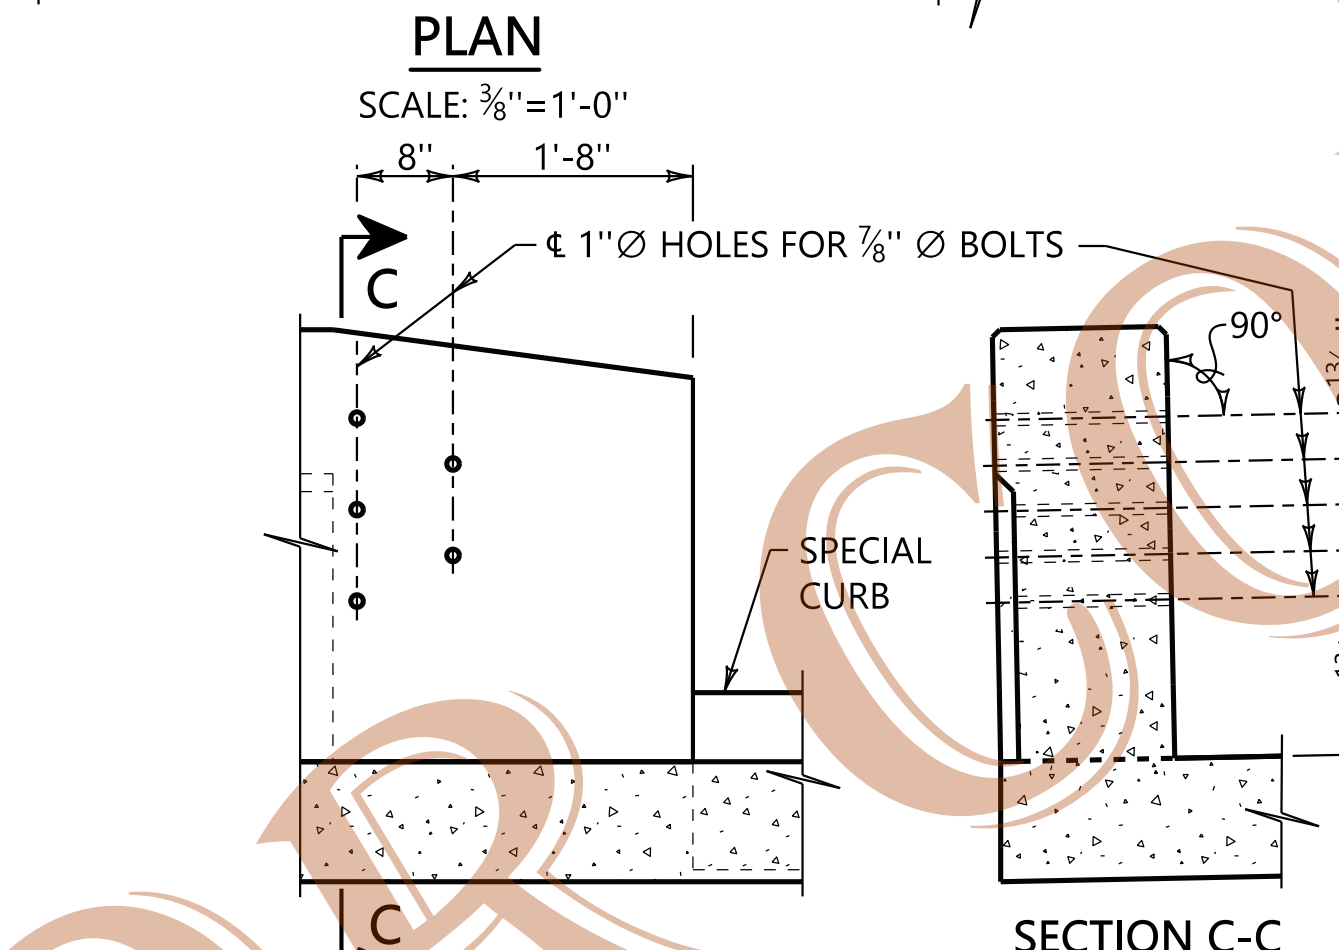 PLAN
SCALE: 3/8"=1'-0"
8" 1'-8"
℄ 1"Ø HOLES FOR 7/8" Ø BOLTS
C
90°
SPECIAL
CURB
C
SECTION C-C